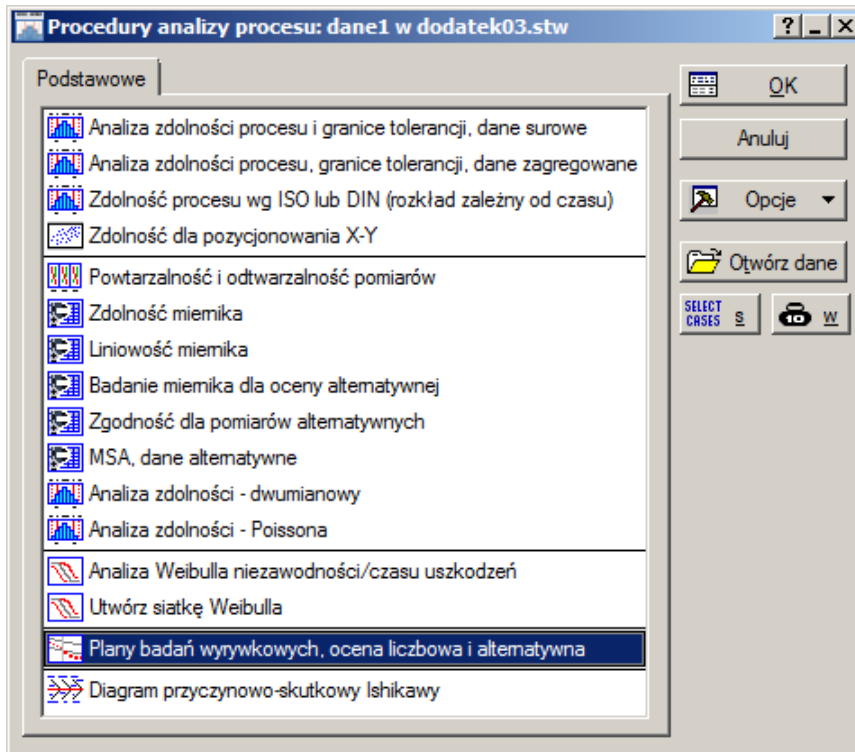 Procedury analizy procesu: dane1 w dodatek03.stw
Podstawowe
Analiza zdolności procesu i granice tolerancji, dane surowe
Analiza zdolności procesu, granice tolerancji, dane zagregowane
Zdolność procesu wg ISO lub DIN (rozkład zależny od czasu)
Zdolność dla pozycjonowania X-Y
Powtarzalność i odtwarzalność pomiarów
Zdolność miernika
Liniowość miernika
Badanie miernika dla oceny alternatywnej
Zgodność dla pomiarów alternatywnych
MSA, dane alternatywne
Analiza zdolności - dwumianowy
Analiza zdolności - Poissona
Analiza Weibulla niezawodności/czasu uszkodzeń
Utwórz siatkę Weibulla
Plany badań wyrywkowych, ocena liczbowa i alternatywna
Diagram przyczynowo-skutkowy Ishikawy
OK
Anuluj
Opcje
Otwórz dane
SELECT CASES S
10 W